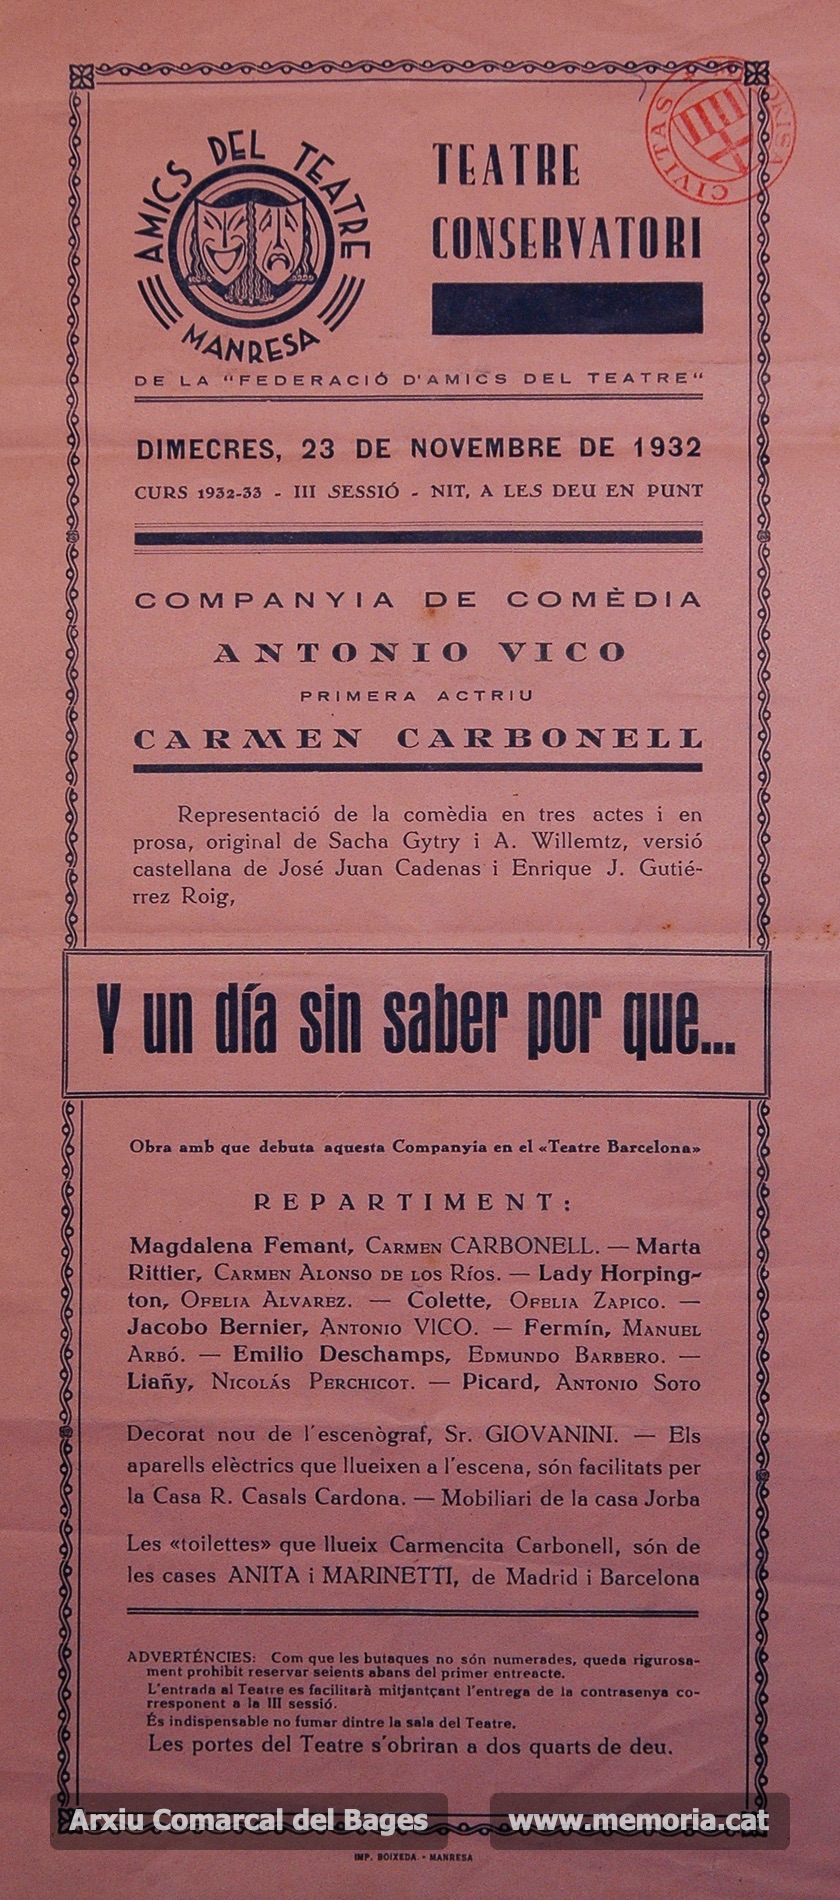 AMICS DEL TEATRE
MANRESA
TEATRE
CONSERVATORI
CIVITAS
DE LA "FEDERACIÓ D'AMICS DEL TEATRE"
DIMECRES, 23 DE NOVEMBRE DE 1932
CURS 1932-33 - III SESSIÓ - NIT, A LES DEU EN PUNT
COMPANYIA DE COMÈDIA
ANTONIO VICO
PRIMERA ACTRIU
CARMEN CARBONELL
Representació de la comèdia en tres actes i en
prosa, original de Sacha Gytry i A. Willemtz, versió
castellana de José Juan Cadenas i Enrique J. Gutié-
rrez Roig,
Y un día sin saber por que...
Obra amb que debuta aquesta Companyia en el «Teatre Barcelona»
REPARTIMENT:
Magdalena Femant, CARMEN CARBONELL. — Marta
Rittier, CARMEN ALONSO DE LOS RÍOS. — Lady Horping-
ton, OFELIA ALVAREZ. — Colette, OFELIA ZAPICO. —
Jacobo Bernier, ANTONIO VICO. — Fermín, MANUEL
ARBÓ. — Emilio Deschamps, EDMUNDO BARBERO. —
Liañy, NICOLÁS PERCHICOT. — Picard, ANTONIO SOTO
Decorat nou de l'escenògraf, Sr. GIOVANINI. — Els
aparells elèctrics que llueixen a l'escena, són facilitats per
la Casa R. Casals Cardona. — Mobiliari de la casa Jorba
Les «toilettes» que llueix Carmencita Carbonell, són de
les cases ANITA i MARINETTI, de Madrid i Barcelona
ADVERTÉNCIES: Com que les butaques no són numerades, queda rigurosa-
ment prohibit reservar seients abans del primer entreacte.
L'entrada al Teatre es facilitarà mitjantçant l'entrega de la contrasenya co-
rresponent a la III sessió.
És indispensable no fumar dintre la sala del Teatre.
Les portes del Teatre s'obriran a dos quarts de deu.
Arxiu Comarcal del Bages
www.memoria.cat
IMP. BOIXEDA. - MANRESA